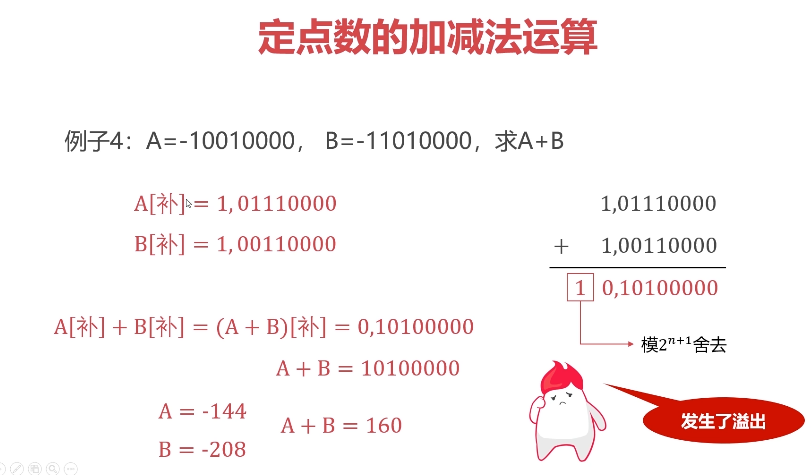 定点数的加减法运算
例子4：A=-10010000， B=-11010000，求A+B
A[补] = 1, 01110000
B[补] = 1, 00110000
1,01110000
+ 1,00110000
1 0,10100000
模2ⁿ⁺¹舍去
A[补] + B[补] = (A + B)[补] = 0,10100000
A + B = 10100000
A = -144
B = -208
A + B = 160
发生了溢出